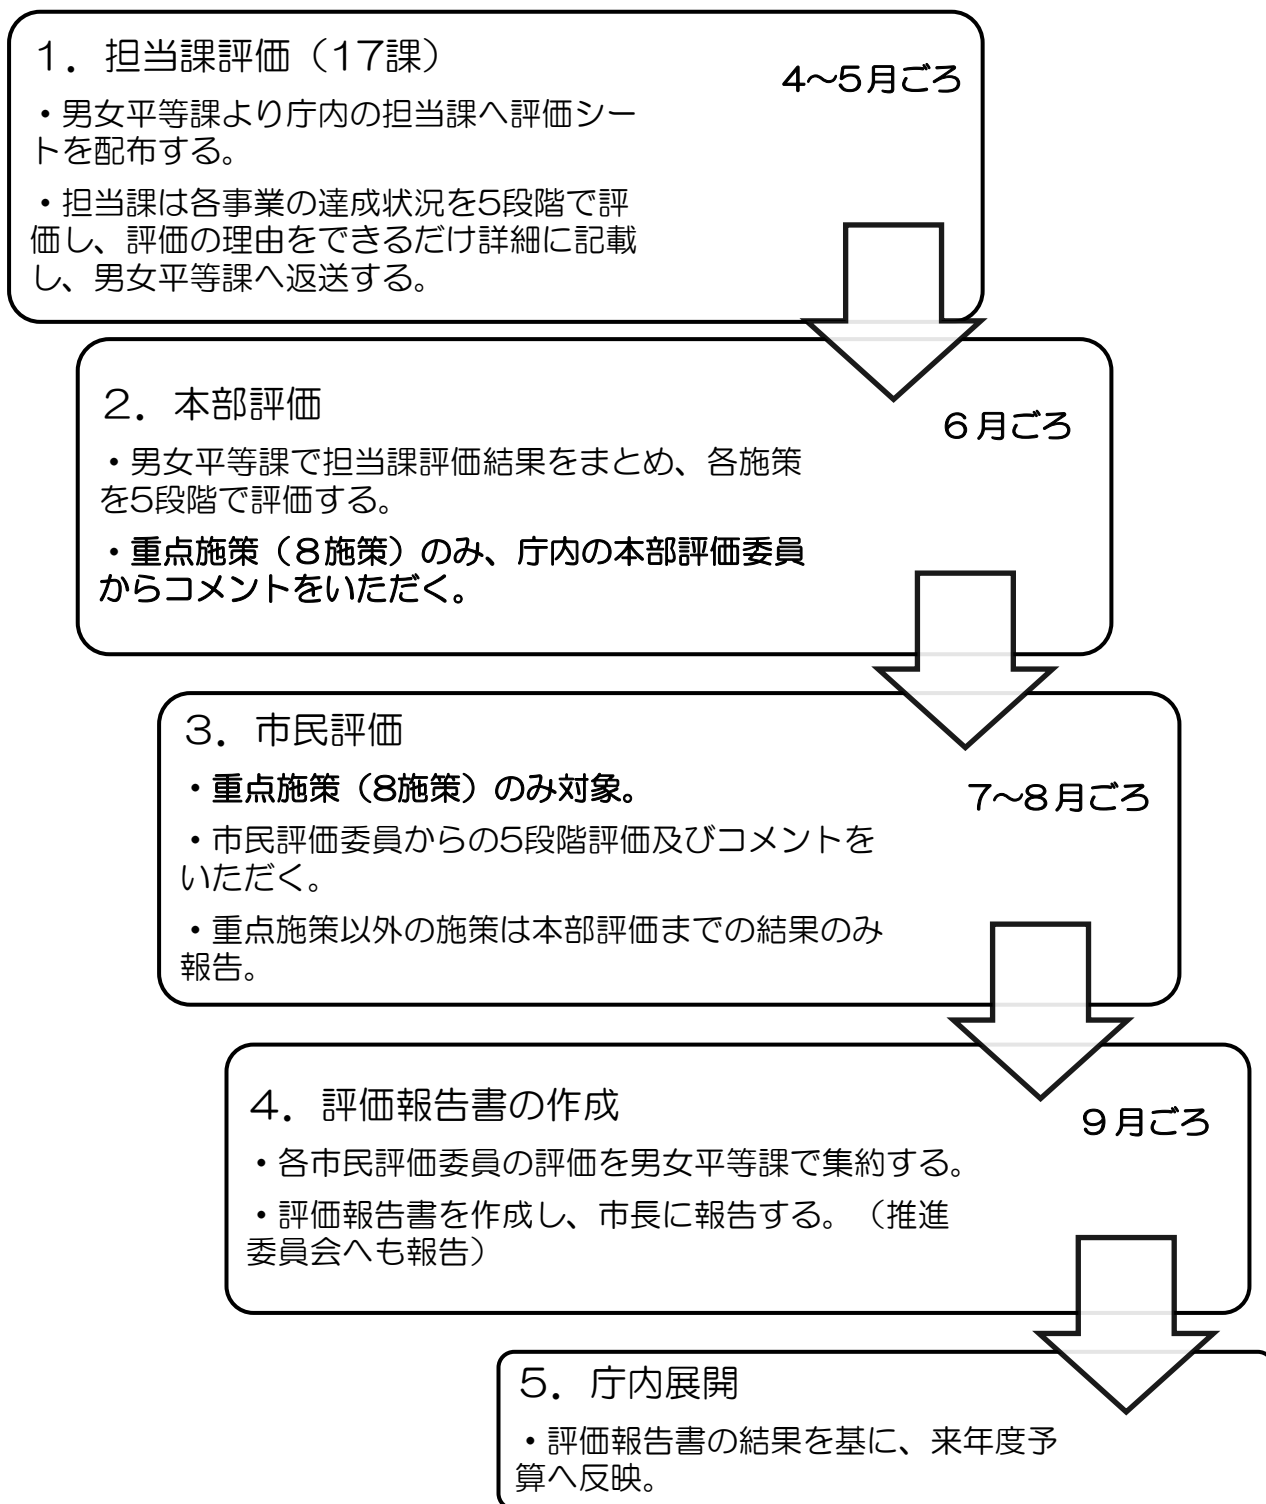 １．担当課評価（17課）
4～5月ごろ
・男女平等課より庁内の担当課へ評価シー
トを配布する。
・担当課は各事業の達成状況を5段階で評
価し、評価の理由をできるだけ詳細に記載
し、男女平等課へ返送する。
２．本部評価
６月ごろ
・男女平等課で担当課評価結果をまとめ、各施策
を5段階で評価する。
・重点施策（８施策）のみ、庁内の本部評価委員
からコメントをいただく。
３．市民評価
・重点施策（8施策）のみ対象。
7～8月ごろ
・市民評価委員からの5段階評価及びコメントを
いただく。
・重点施策以外の施策は本部評価までの結果のみ
報告。
４．評価報告書の作成
９月ごろ
・各市民評価委員の評価を男女平等課で集約する。
・評価報告書を作成し、市長に報告する。（推進
委員会へも報告）
５．庁内展開
・評価報告書の結果を基に、来年度予
算へ反映。